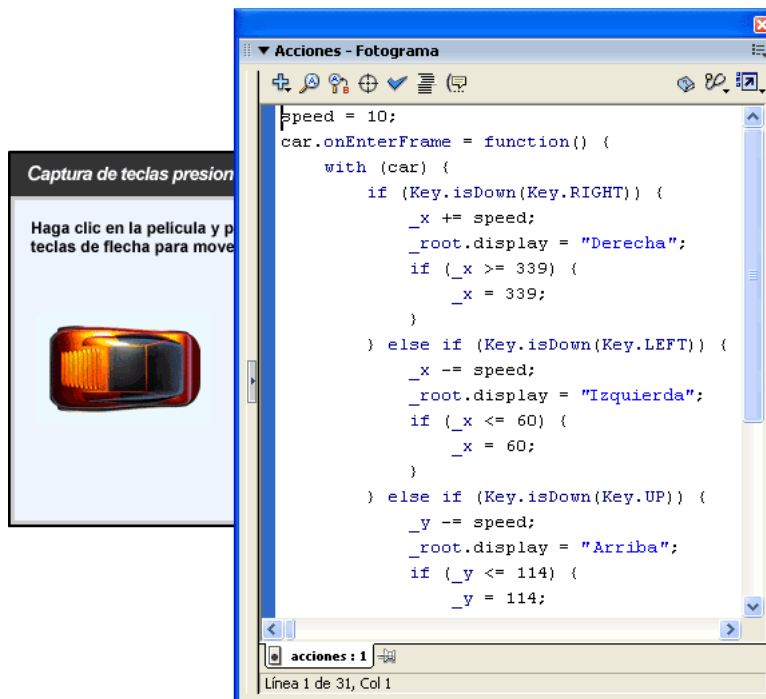 Acciones - Fotograma
speed = 10;
car.onEnterFrame = function() {
with (car) {
if (Key.isDown(Key.RIGHT)) {
_x += speed;
_root.display = "Derecha";
if (_x >= 339) {
_x = 339;
}
} else if (Key.isDown(Key.LEFT)) {
_x -= speed;
_root.display = "Izquierda";
if (_x <= 60) {
_x = 60;
}
} else if (Key.isDown(Key.UP)) {
_y -= speed;
_root.display = "Arriba";
if (_y <= 114) {
_y = 114;
acciones : 1
Línea 1 de 31, Col 1
Captura de teclas presion
Haga clic en la película y p
teclas de flecha para move